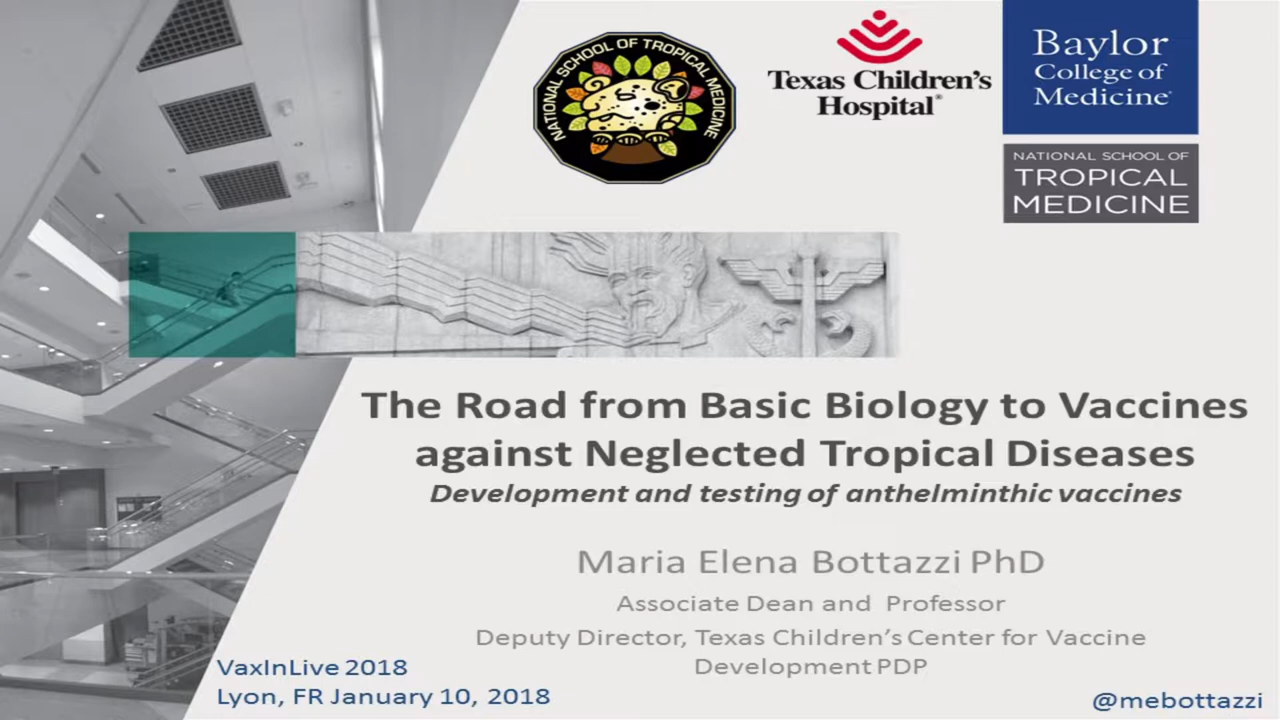 NATIONAL SCHOOL OF TROPICAL MEDICINE
Texas Children's
Hospital®
Baylor
College of
Medicine
NATIONAL SCHOOL OF
TROPICAL
MEDICINE
The Road from Basic Biology to Vaccines
against Neglected Tropical Diseases
Development and testing of anthelminthic vaccines
Maria Elena Bottazzi PhD
Associate Dean and Professor
Deputy Director, Texas Children's Center for Vaccine
Development PDP
VaxInLive 2018
Lyon, FR January 10, 2018
@mebottazzi